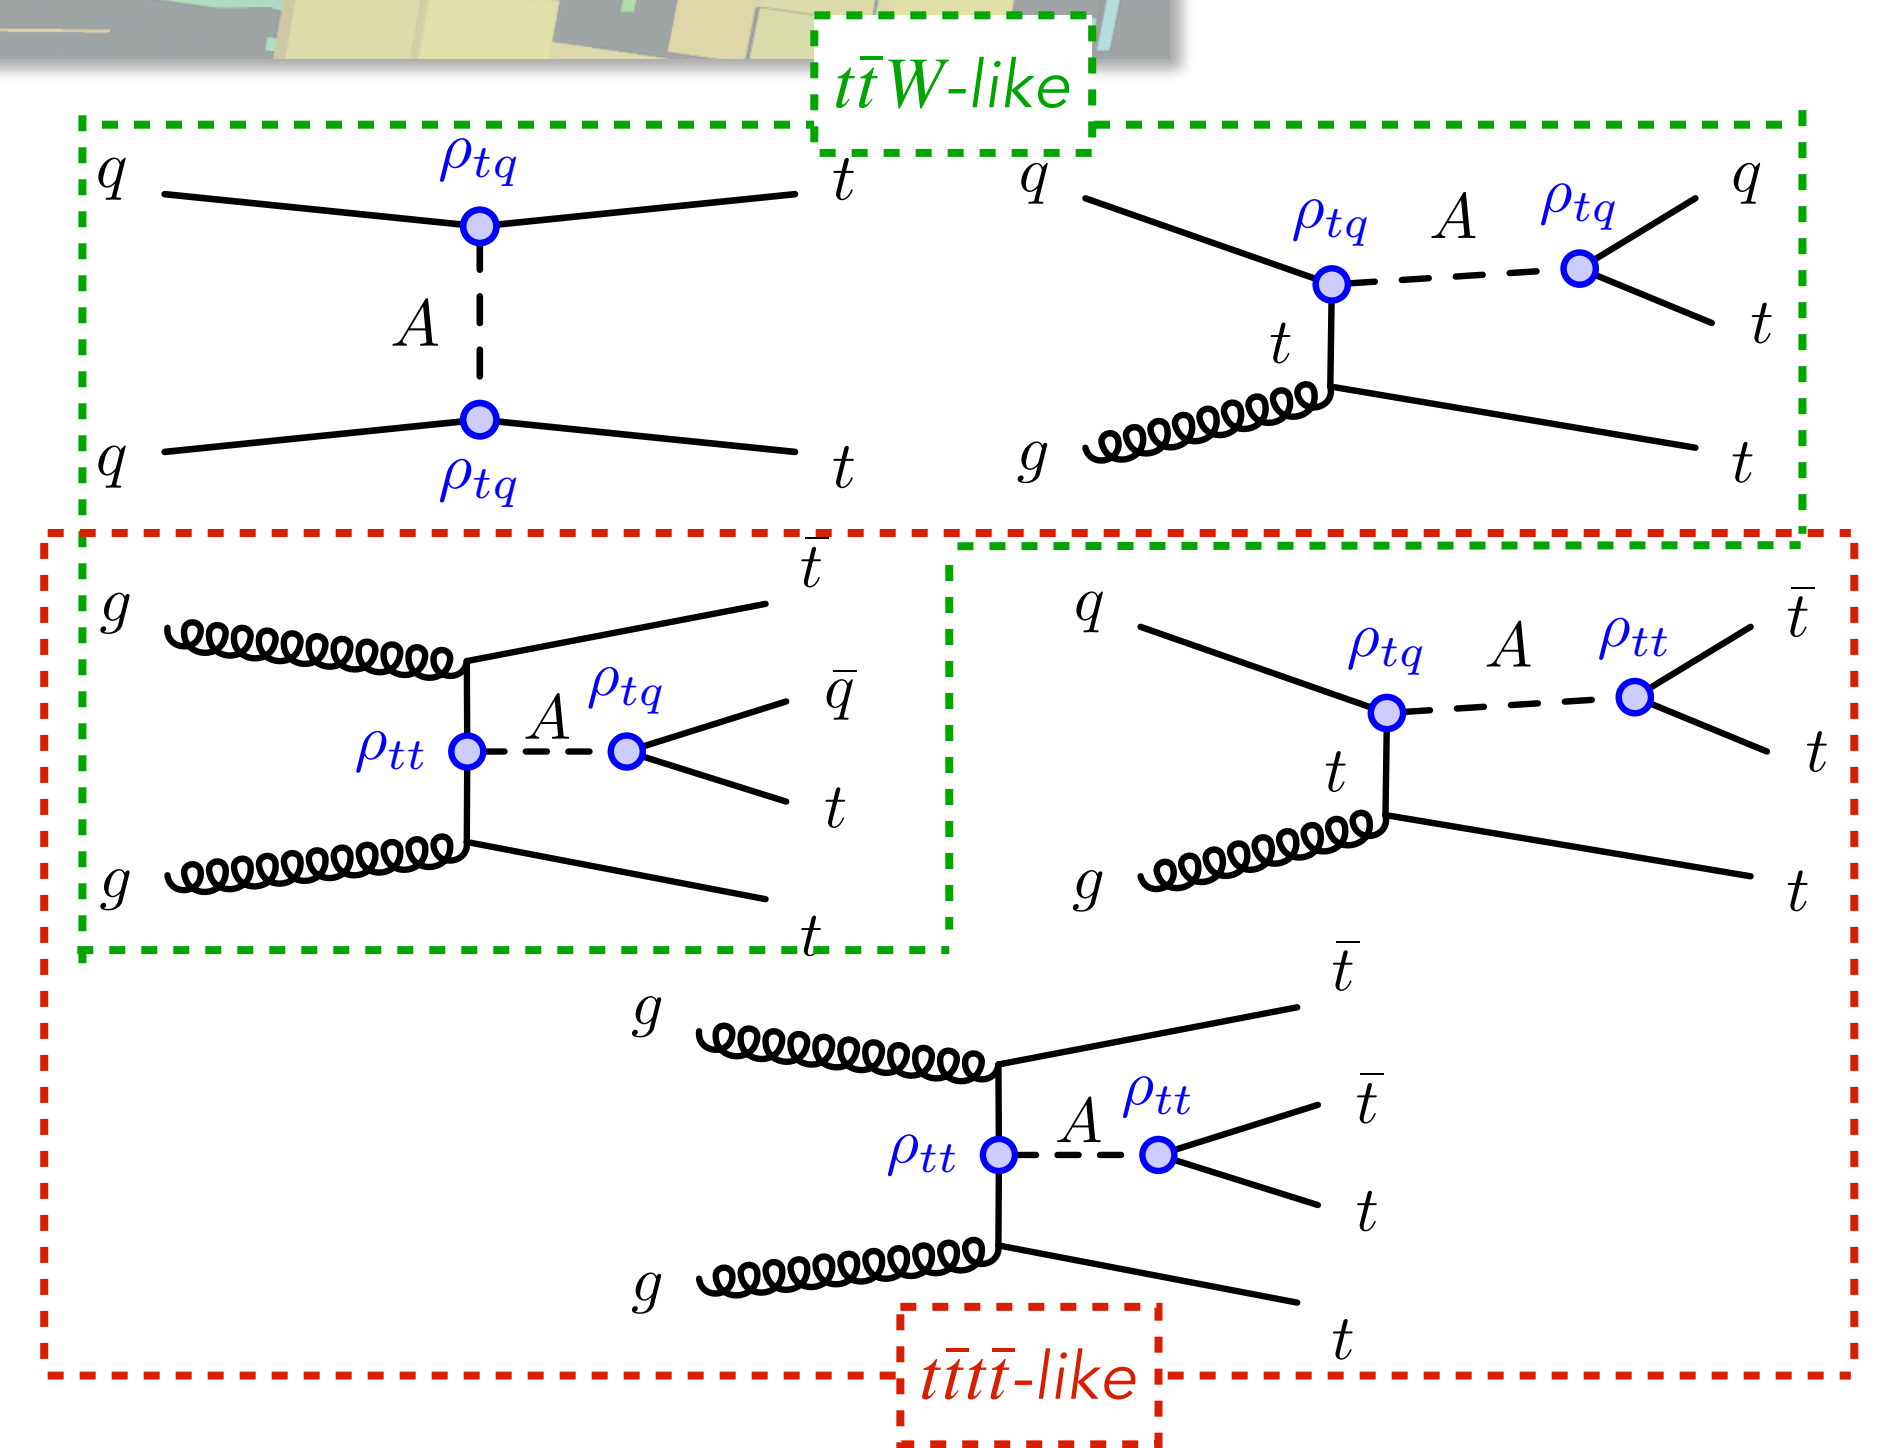 tt̄W-like
q ρtq t
A
q ρtq t
q ρtq A ρtq q
t t
g t
g t̄
ρtt A ρtq q̄
t
g t
q ρtq A ρtt t̄
t t
g t
g t̄
ρtt A ρtt t̄
t
g t
tt̄tt̄-like